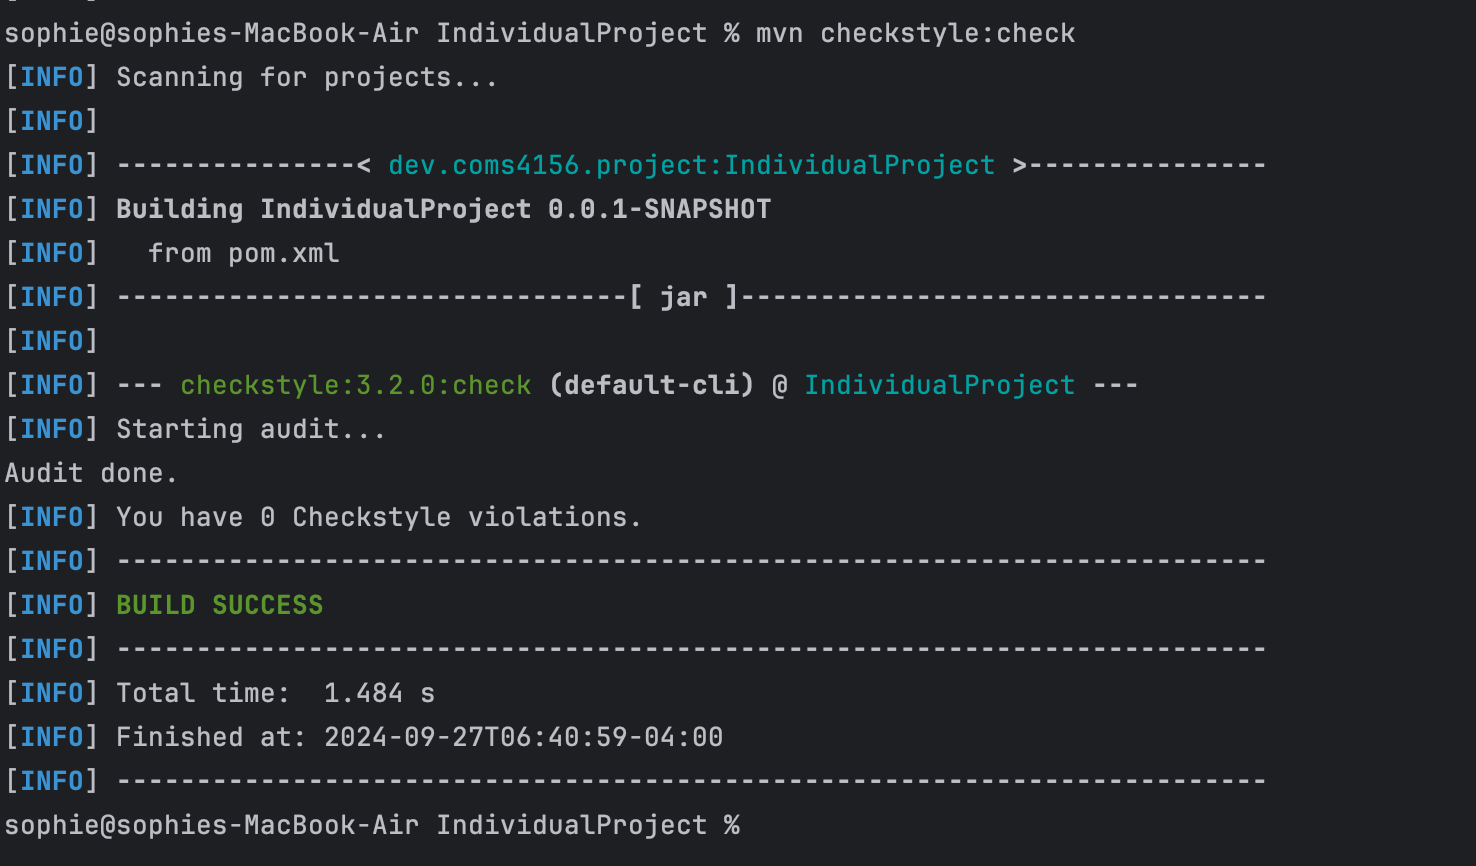 sophie@sophies-MacBook-Air IndividualProject % mvn checkstyle:check
[INFO] Scanning for projects...
[INFO]
[INFO] ---------------< dev.coms4156.project:IndividualProject >---------------
[INFO] Building IndividualProject 0.0.1-SNAPSHOT
[INFO]   from pom.xml
[INFO] --------------------------------[ jar ]---------------------------------
[INFO]
[INFO] --- checkstyle:3.2.0:check (default-cli) @ IndividualProject ---
[INFO] Starting audit...
Audit done.
[INFO] You have 0 Checkstyle violations.
[INFO] ------------------------------------------------------------------------
[INFO] BUILD SUCCESS
[INFO] ------------------------------------------------------------------------
[INFO] Total time:  1.484 s
[INFO] Finished at: 2024-09-27T06:40:59-04:00
[INFO] ------------------------------------------------------------------------
sophie@sophies-MacBook-Air IndividualProject %